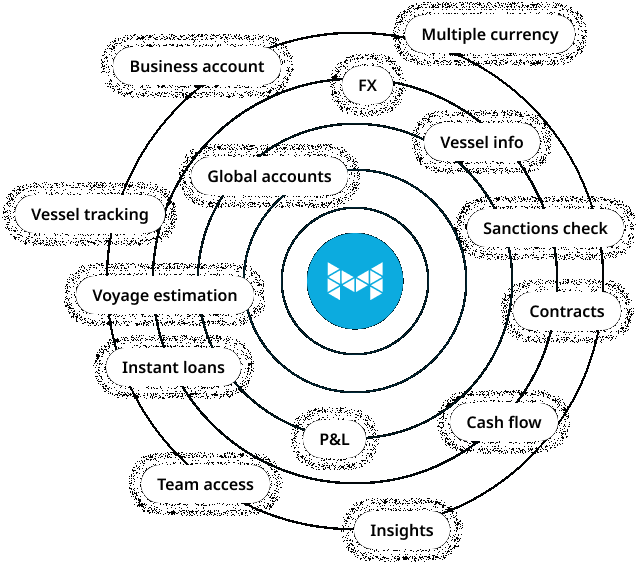 Multiple currency
Business account
FX
Vessel info
Global accounts
Vessel tracking
Sanctions check
Voyage estimation
Contracts
Instant loans
Cash flow
P&L
Team access
Insights